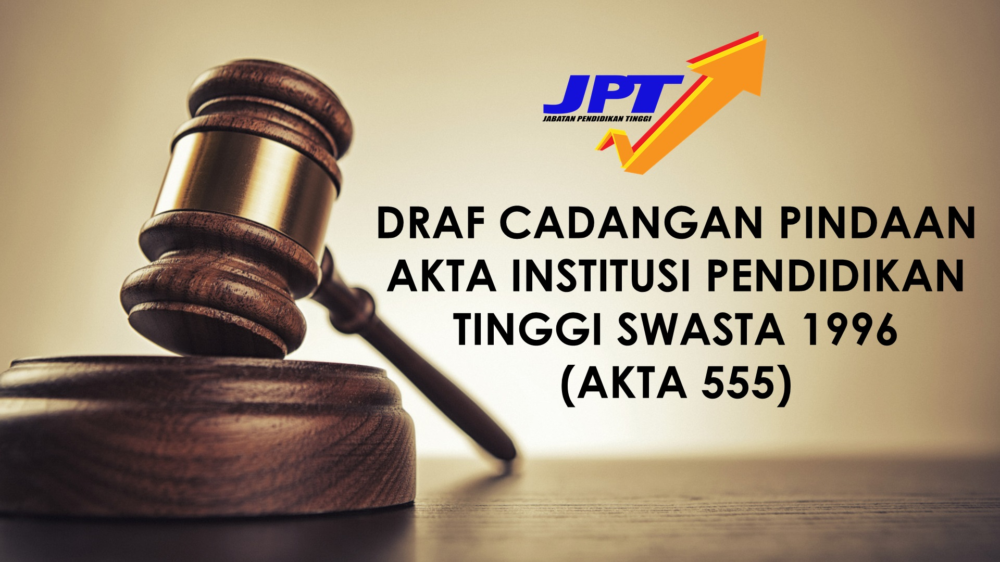 JPT
JABATAN PENDIDIKAN TINGGI
DRAF CADANGAN PINDAAN
AKTA INSTITUSI PENDIDIKAN
TINGGI SWASTA 1996
(AKTA 555)